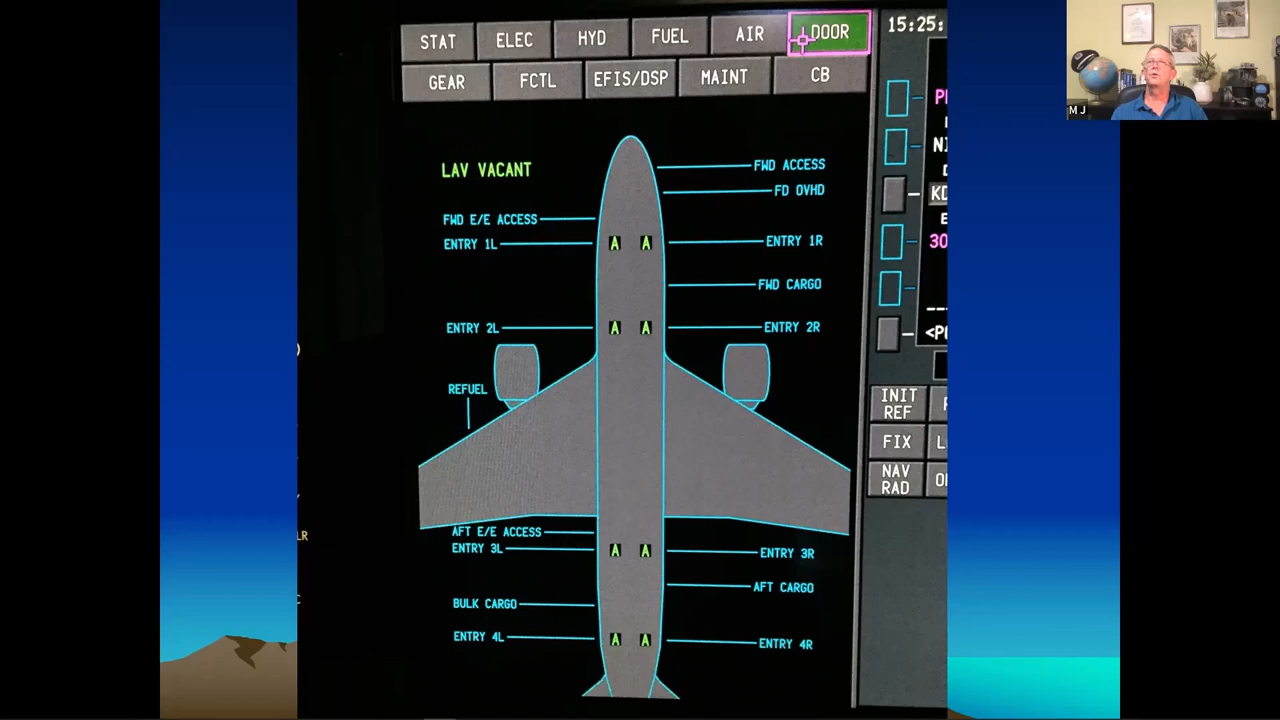 STAT ELEC HYD FUEL AIR DOOR
GEAR FCTL EFIS/DSP MAINT CB
15:25:
M J
LAV VACANT
FWD ACCESS
FD OVHD
FWD E/E ACCESS
ENTRY 1L
A A
ENTRY 1R
FWD CARGO
ENTRY 2L
A A
ENTRY 2R
REFUEL
AFT E/E ACCESS
ENTRY 3L
A A
ENTRY 3R
AFT CARGO
BULK CARGO
ENTRY 4L
A A
ENTRY 4R
30
INIT
REF
FIX
NAV
RAD
LR